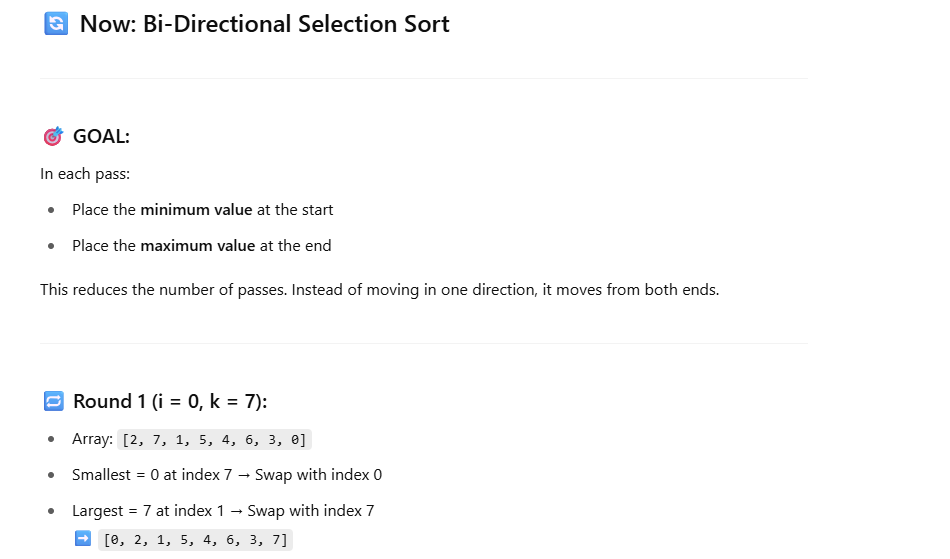 🔄 Now: Bi-Directional Selection Sort
🎯 GOAL:
In each pass:
• Place the minimum value at the start
• Place the maximum value at the end
This reduces the number of passes. Instead of moving in one direction, it moves from both ends.
🔁 Round 1 (i = 0, k = 7):
• Array: [2, 7, 1, 5, 4, 6, 3, 0]
• Smallest = 0 at index 7 → Swap with index 0
• Largest = 7 at index 1 → Swap with index 7
➡️ [0, 2, 1, 5, 4, 6, 3, 7]